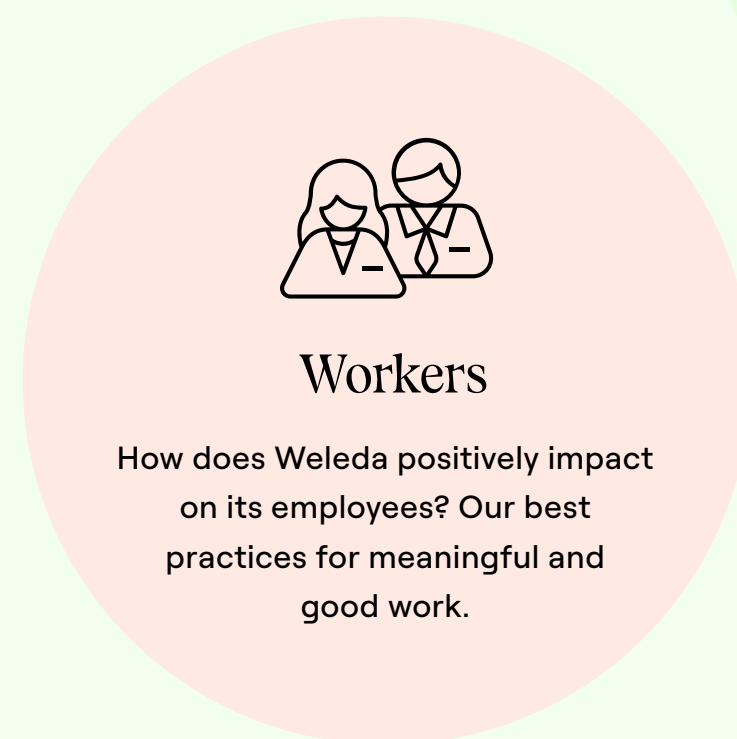 Workers
How does Weleda positively impact
on its employees? Our best
practices for meaningful and
good work.